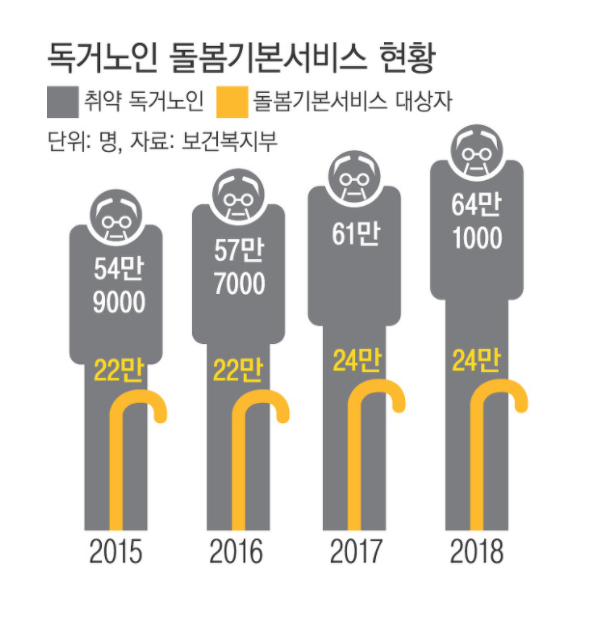 독거노인 돌봄기본서비스 현황
취약 독거노인 돌봄기본서비스 대상자
단위: 명, 자료: 보건복지부
54만
9000
57만
7000
61만
64만
1000
22만 22만 24만 24만
2015 2016 2017 2018